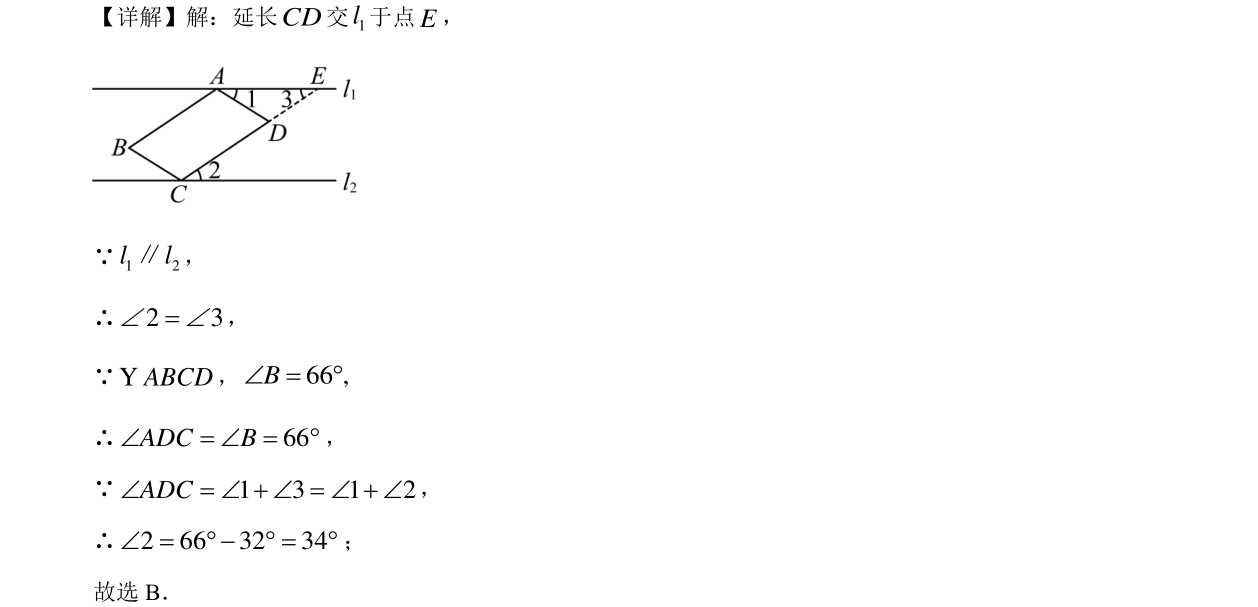 【详解】解：延长CD交l₁于点E，
A E
1 3 l₁
D
B
2
C l₂
∵l₁∥l₂，
∴∠2=∠3，
∵Y ABCD，∠B=66°,
∴∠ADC=∠B=66°，
∵∠ADC=∠1+∠3=∠1+∠2，
∴∠2=66°−32°=34°；
故选 B．